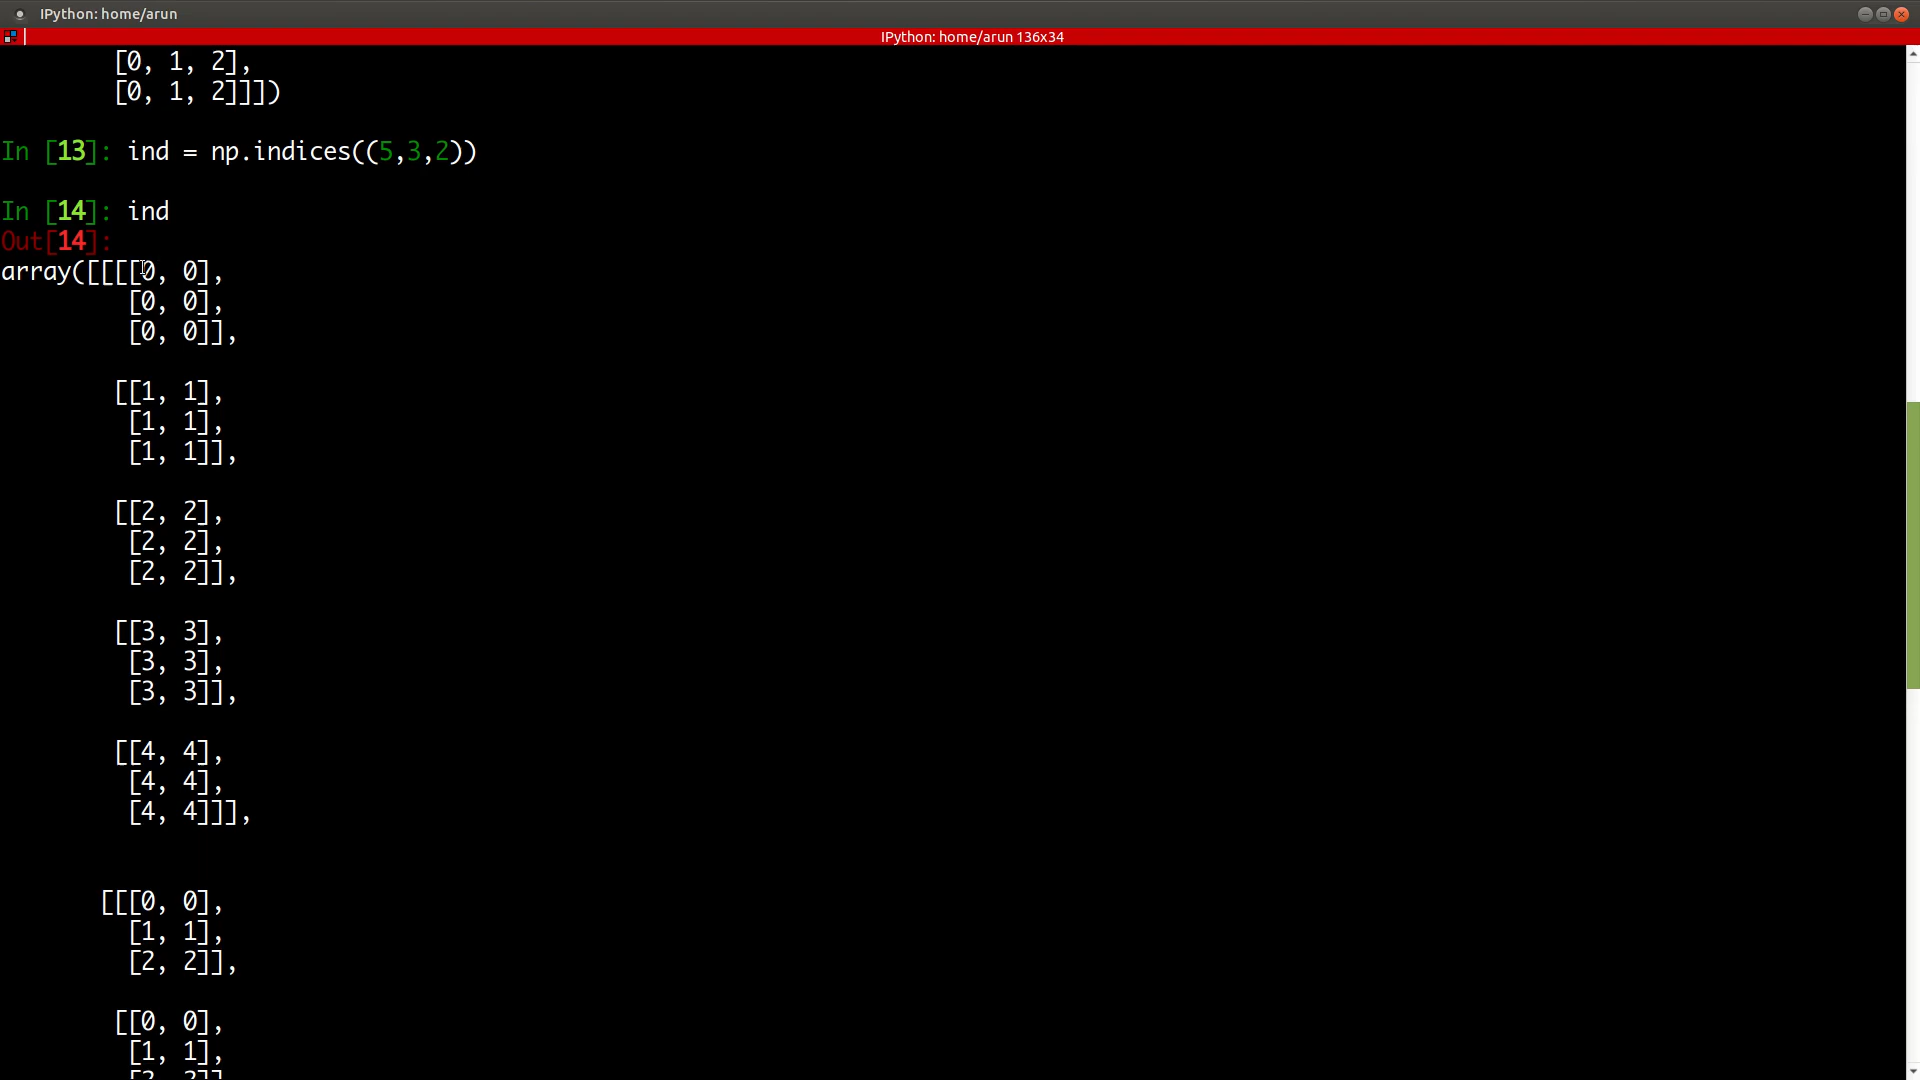 IPython: home/arun
IPython: home/arun 136x34
[0, 1, 2],
[0, 1, 2]]])
In [13]: ind = np.indices((5,3,2))
In [14]: ind
Out[14]:
array([[[[0, 0],
[0, 0],
[0, 0]],
[[1, 1],
[1, 1],
[1, 1]],
[[2, 2],
[2, 2],
[2, 2]],
[[3, 3],
[3, 3],
[3, 3]],
[[4, 4],
[4, 4],
[4, 4]]],
[[[0, 0],
[1, 1],
[2, 2]],
[[0, 0],
[1, 1],